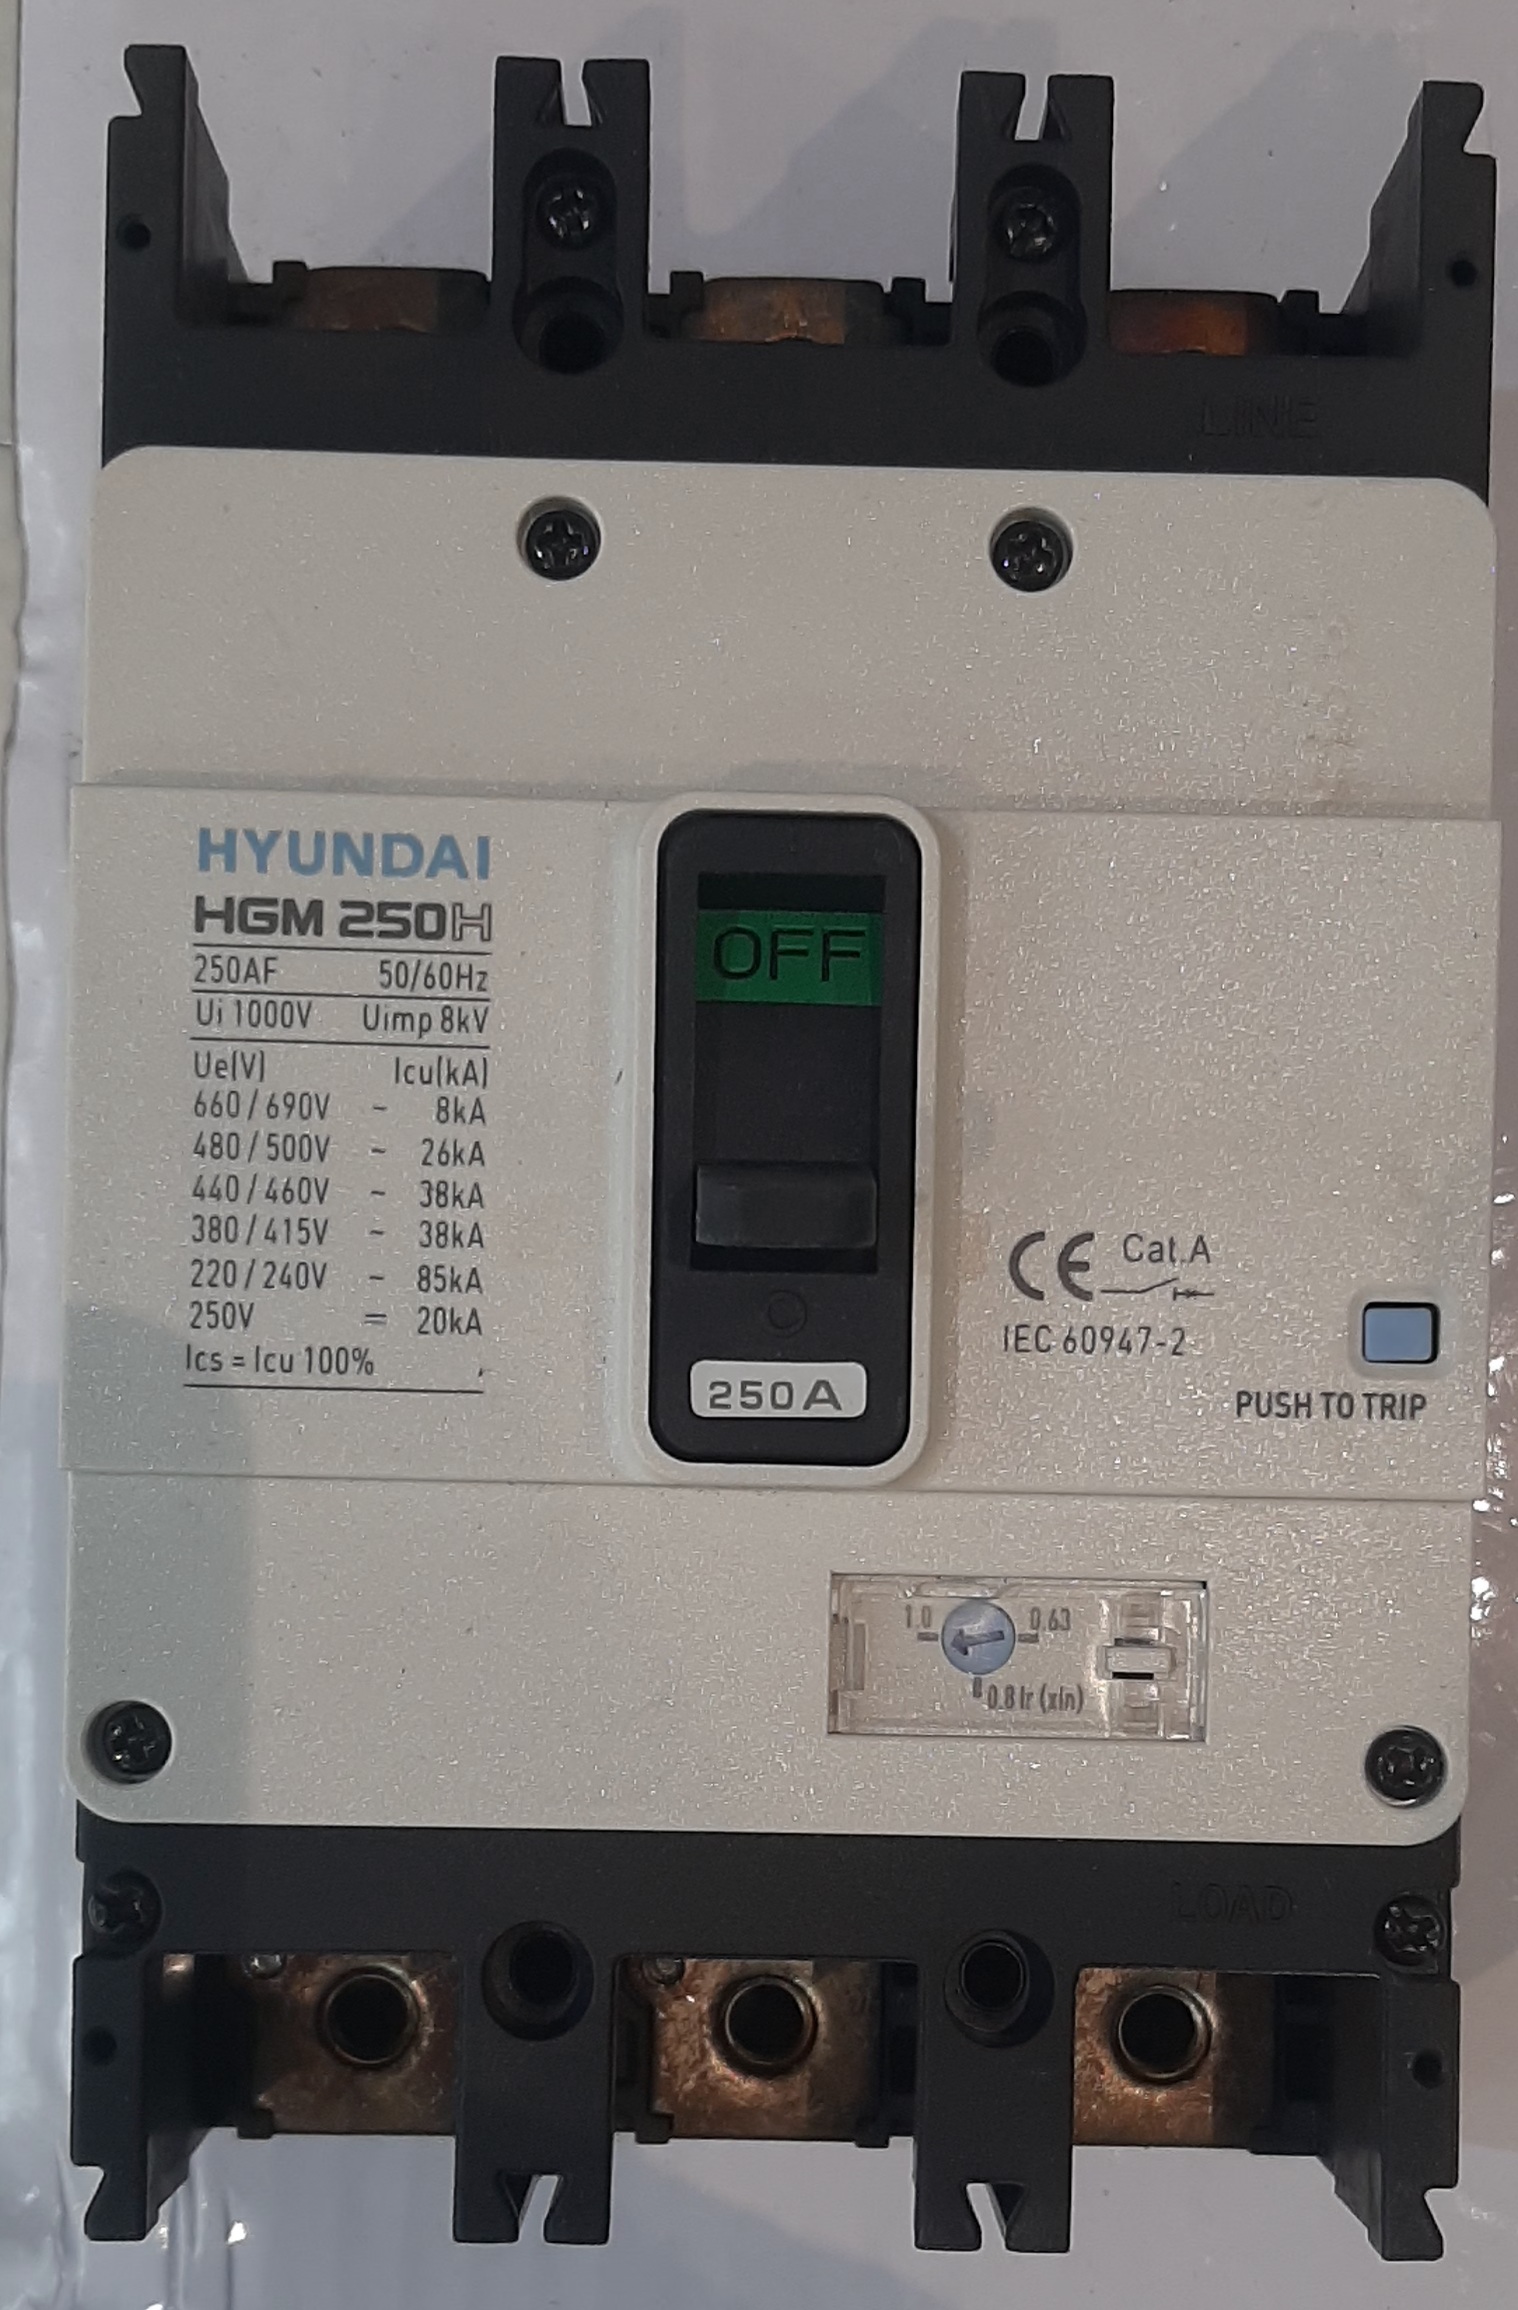 LINE
HYUNDAI
HGM 250H
250AF 50/60Hz
Ui 1000V Uimp 8kV
Ue(V) Icu(kA)
660/690V ~ 8kA
480/500V ~ 26kA
440/460V ~ 38kA
380/415V ~ 38kA
220/240V ~ 85kA
250V = 20kA
Ics = Icu 100%
OFF
250A
CE Cat.A
IEC 60947-2
PUSH TO TRIP
1.0 0.63
0.8 Ir (xIn)
LOAD